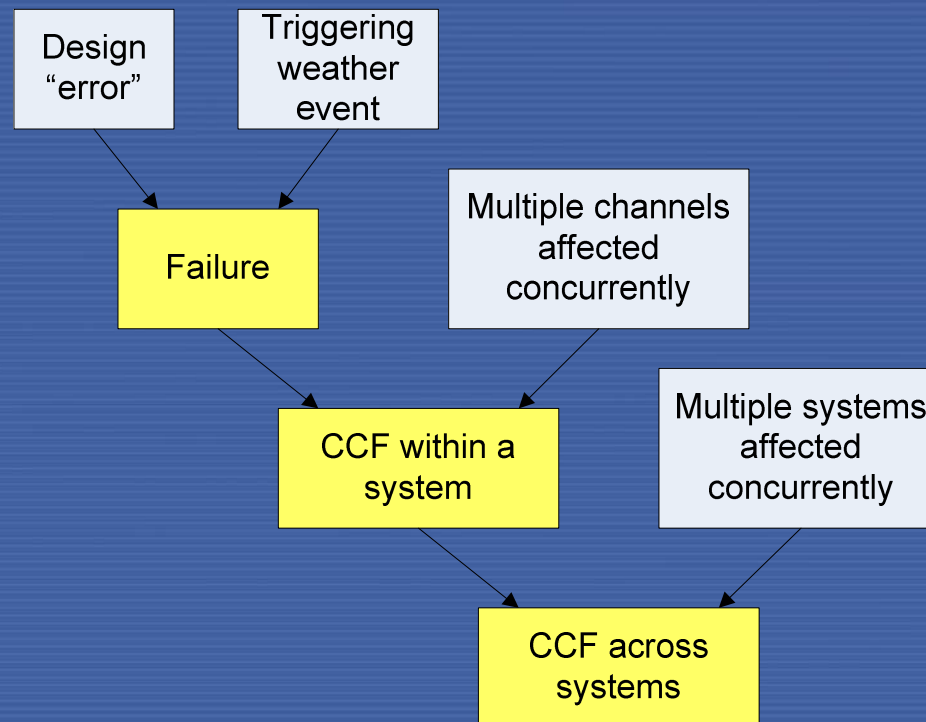 Design
“error”
Triggering
weather
event
Failure
Multiple channels
affected
concurrently
CCF within a
system
Multiple systems
affected
concurrently
CCF across
systems